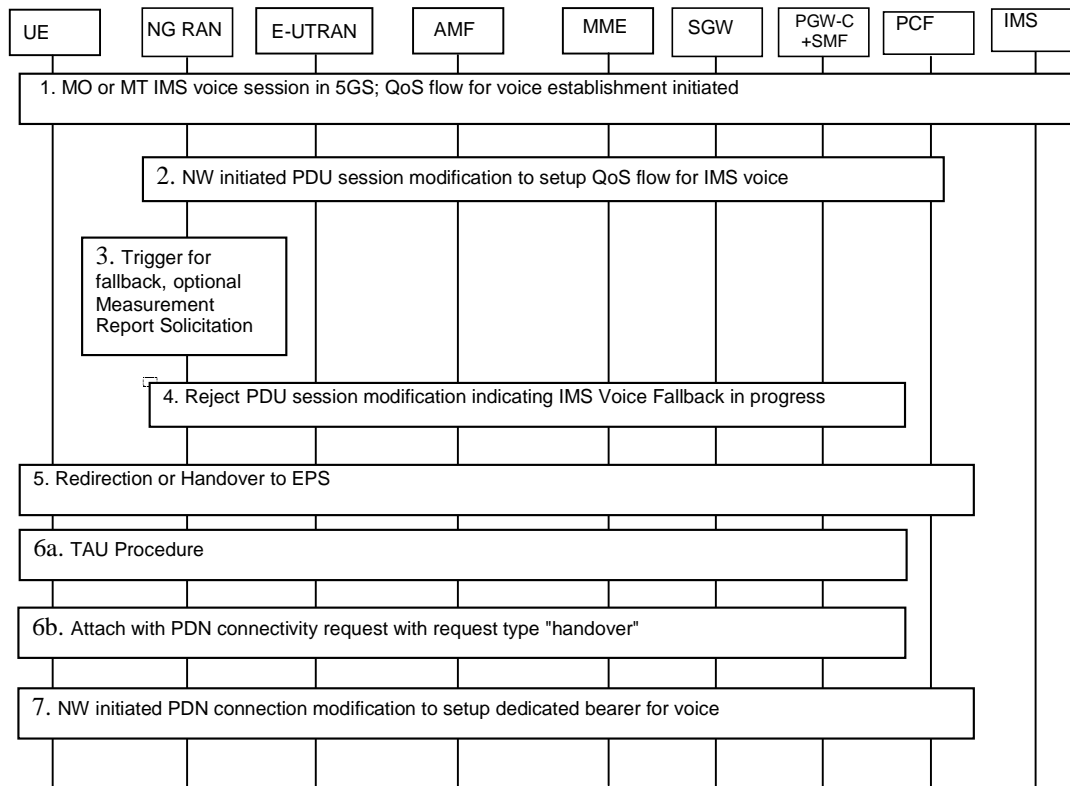 UE
NG RAN
E-UTRAN
AMF
MME
SGW
PGW-C
+SMF
PCF
IMS
1. MO or MT IMS voice session in 5GS; QoS flow for voice establishment initiated
2. NW initiated PDU session modification to setup QoS flow for IMS voice
3. Trigger for
fallback, optional
Measurement
Report Solicitation
4. Reject PDU session modification indicating IMS Voice Fallback in progress
5. Redirection or Handover to EPS
6a. TAU Procedure
6b. Attach with PDN connectivity request with request type "handover"
7. NW initiated PDN connection modification to setup dedicated bearer for voice